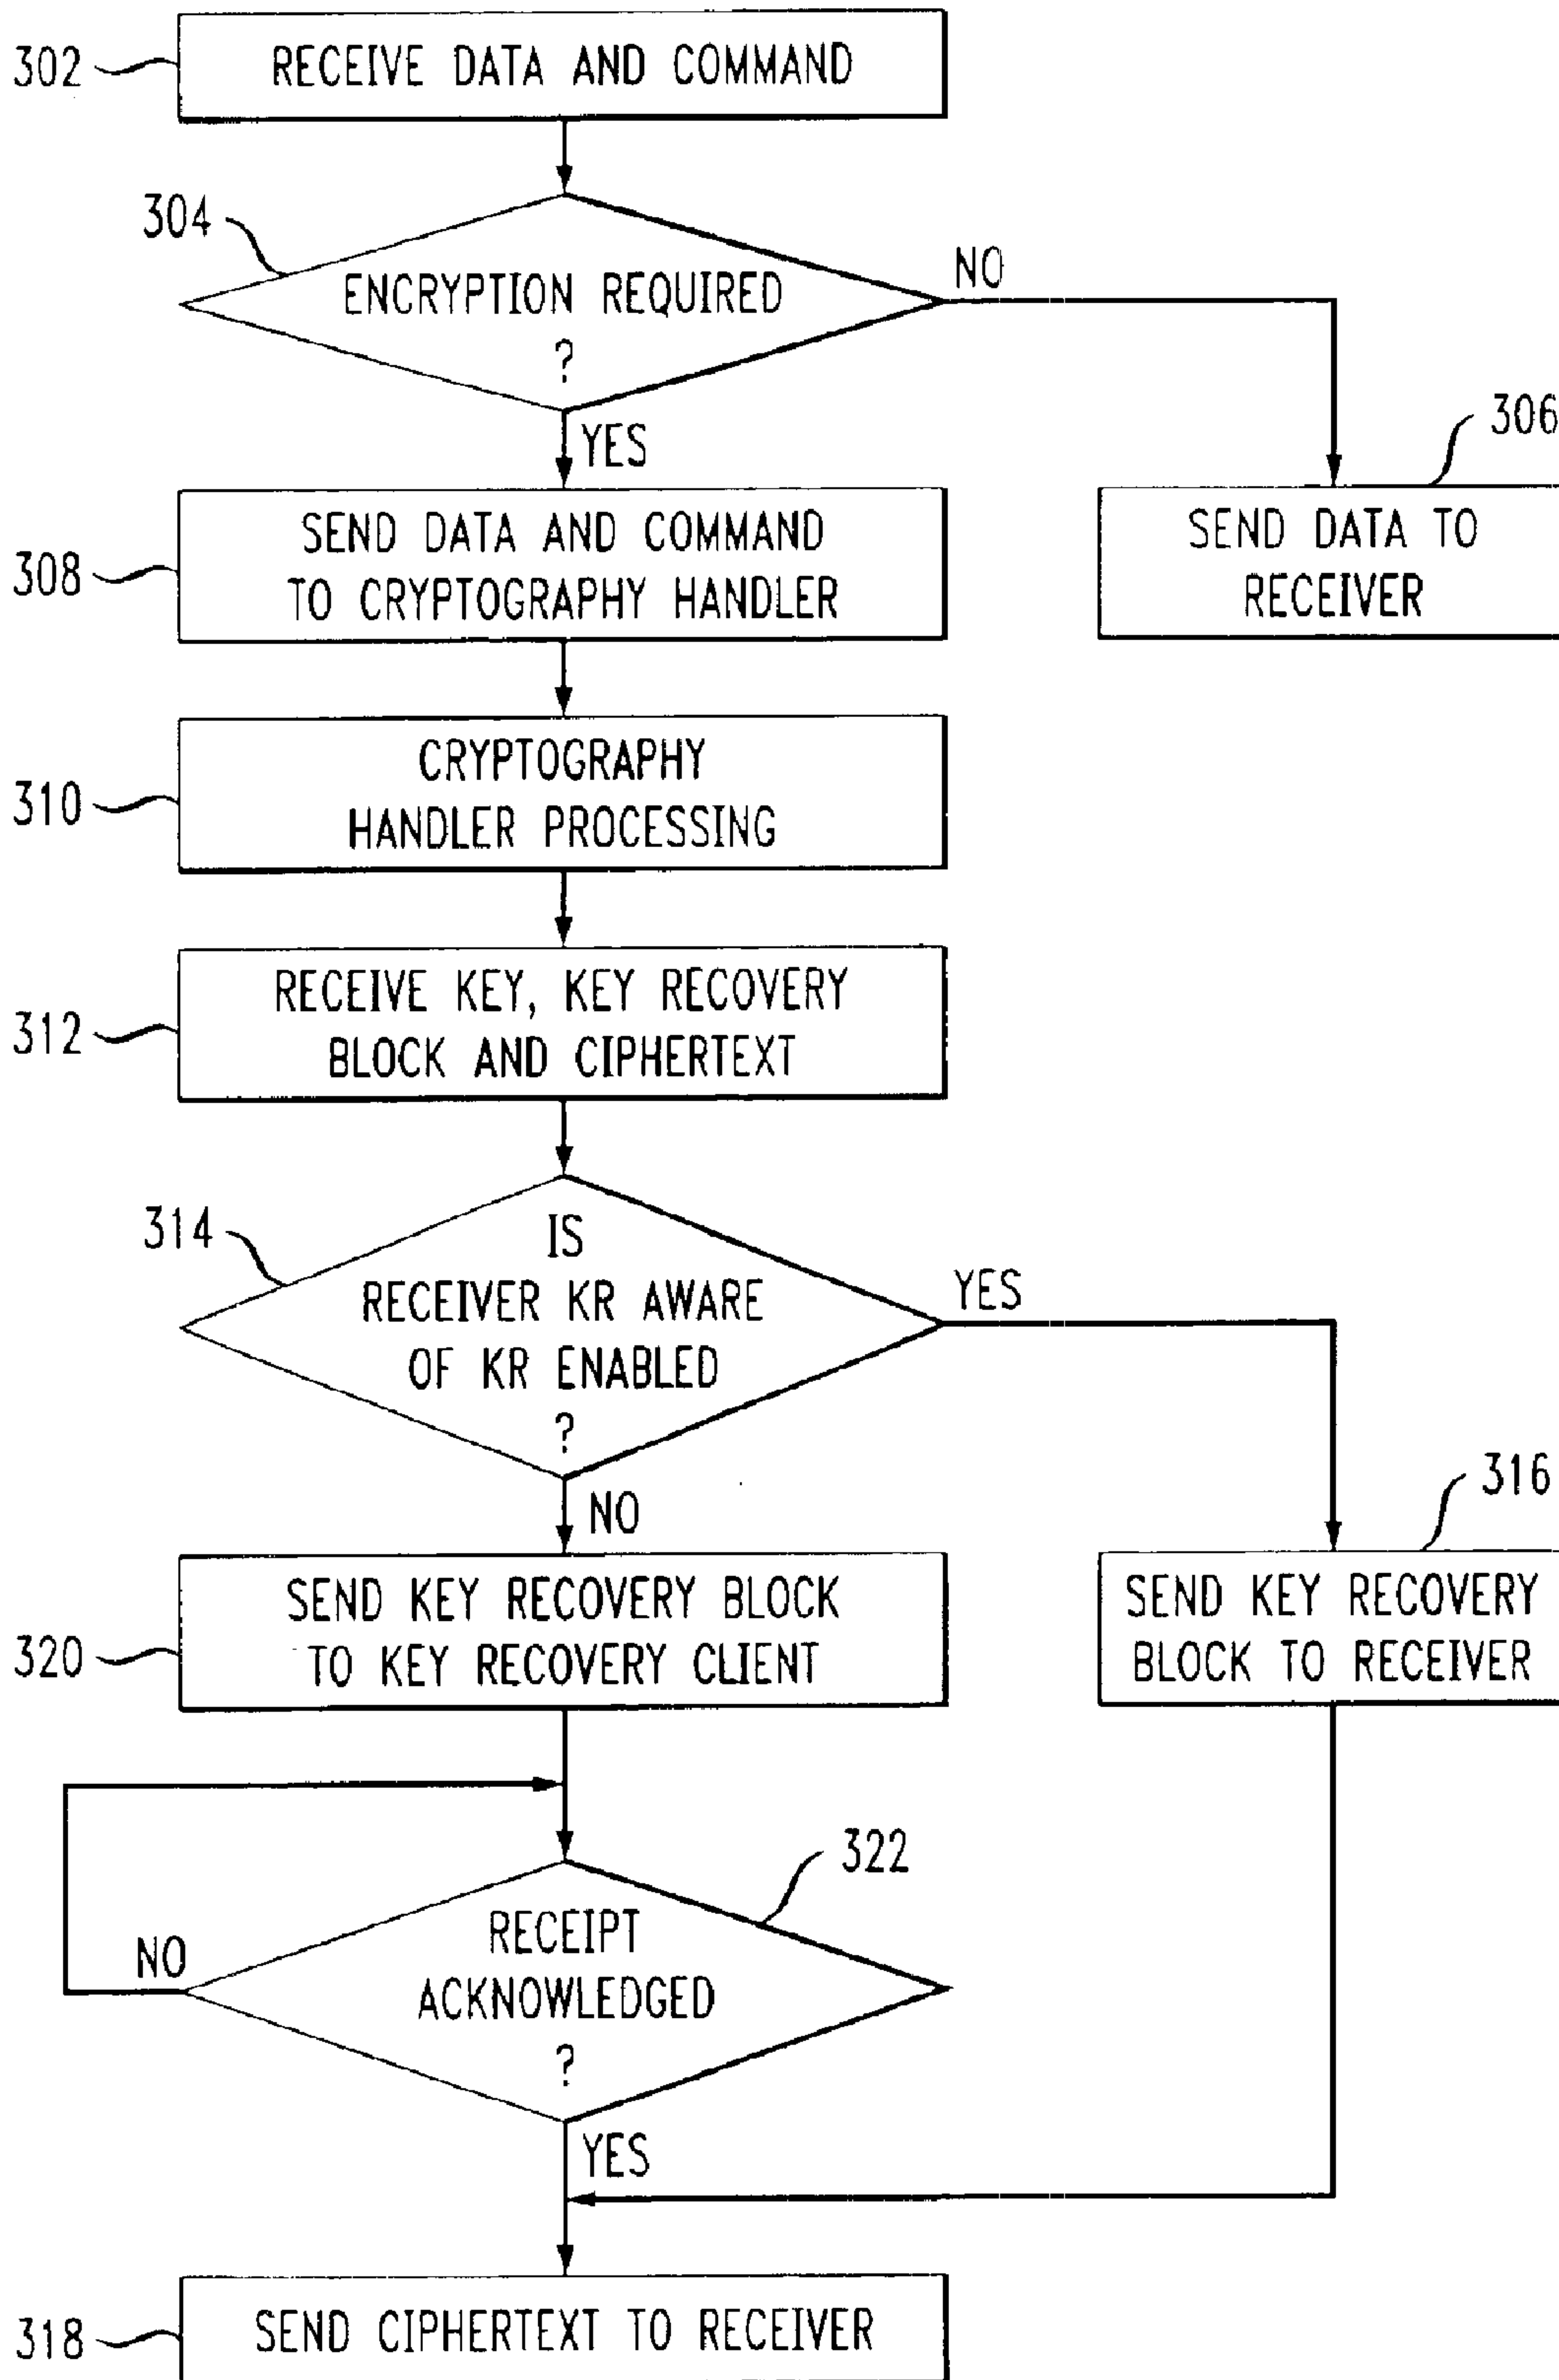 302
RECEIVE DATA AND COMMAND
304
ENCRYPTION REQUIRED
?
NO
YES
306
SEND DATA TO
RECEIVER
308
SEND DATA AND COMMAND
TO CRYPTOGRAPHY HANDLER
310
CRYPTOGRAPHY
HANDLER PROCESSING
312
RECEIVE KEY, KEY RECOVERY
BLOCK AND CIPHERTEXT
314
IS
RECEIVER KR AWARE
OF KR ENABLED
?
YES
NO
316
SEND KEY RECOVERY
BLOCK TO RECEIVER
320
SEND KEY RECOVERY BLOCK
TO KEY RECOVERY CLIENT
322
RECEIPT
ACKNOWLEDGED
?
NO
YES
318
SEND CIPHERTEXT TO RECEIVER